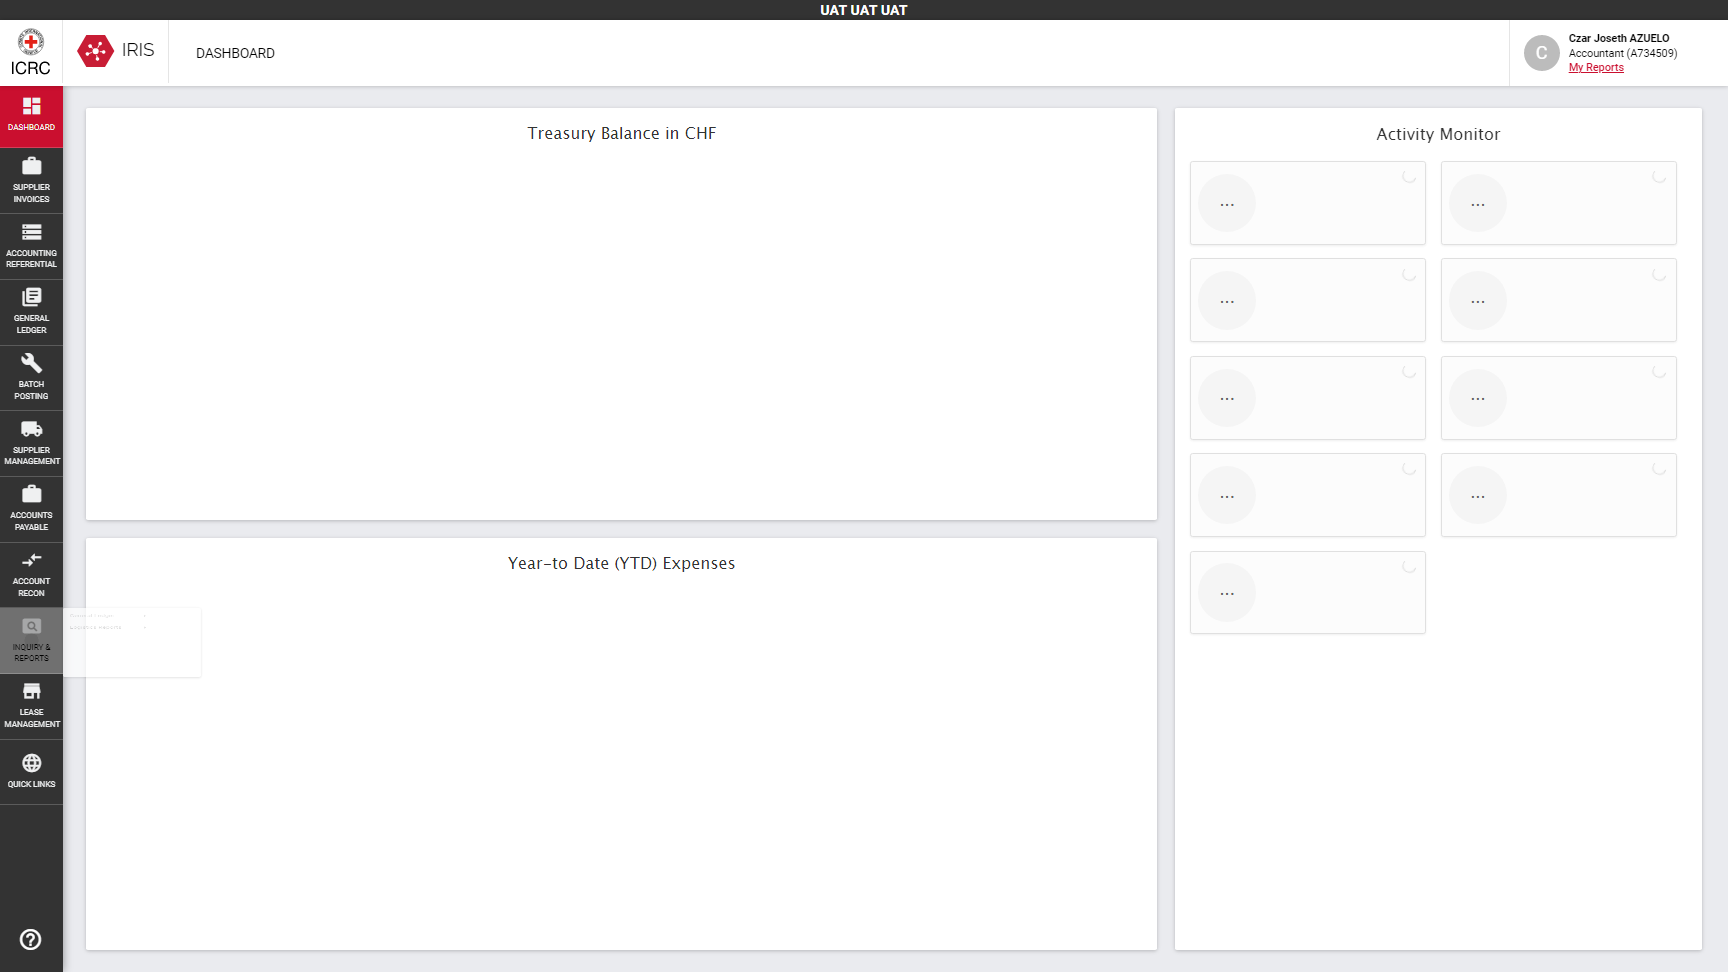 UAT UAT UAT
ICRC
IRIS
DASHBOARD
Czar Joseth AZUELO
Accountant (A734509)
My Reports
C
DASHBOARD
SUPPLIER
INVOICES
ACCOUNTING
REFERENTIAL
GENERAL
LEDGER
BATCH
POSTING
SUPPLIER
MANAGEMENT
ACCOUNTS
PAYABLE
ACCOUNT
RECON
INQUIRY &
REPORTS
LEASE
MANAGEMENT
QUICK LINKS
Treasury Balance in CHF
Year-to Date (YTD) Expenses
Activity Monitor
...
...
...
...
...
...
...
...
...